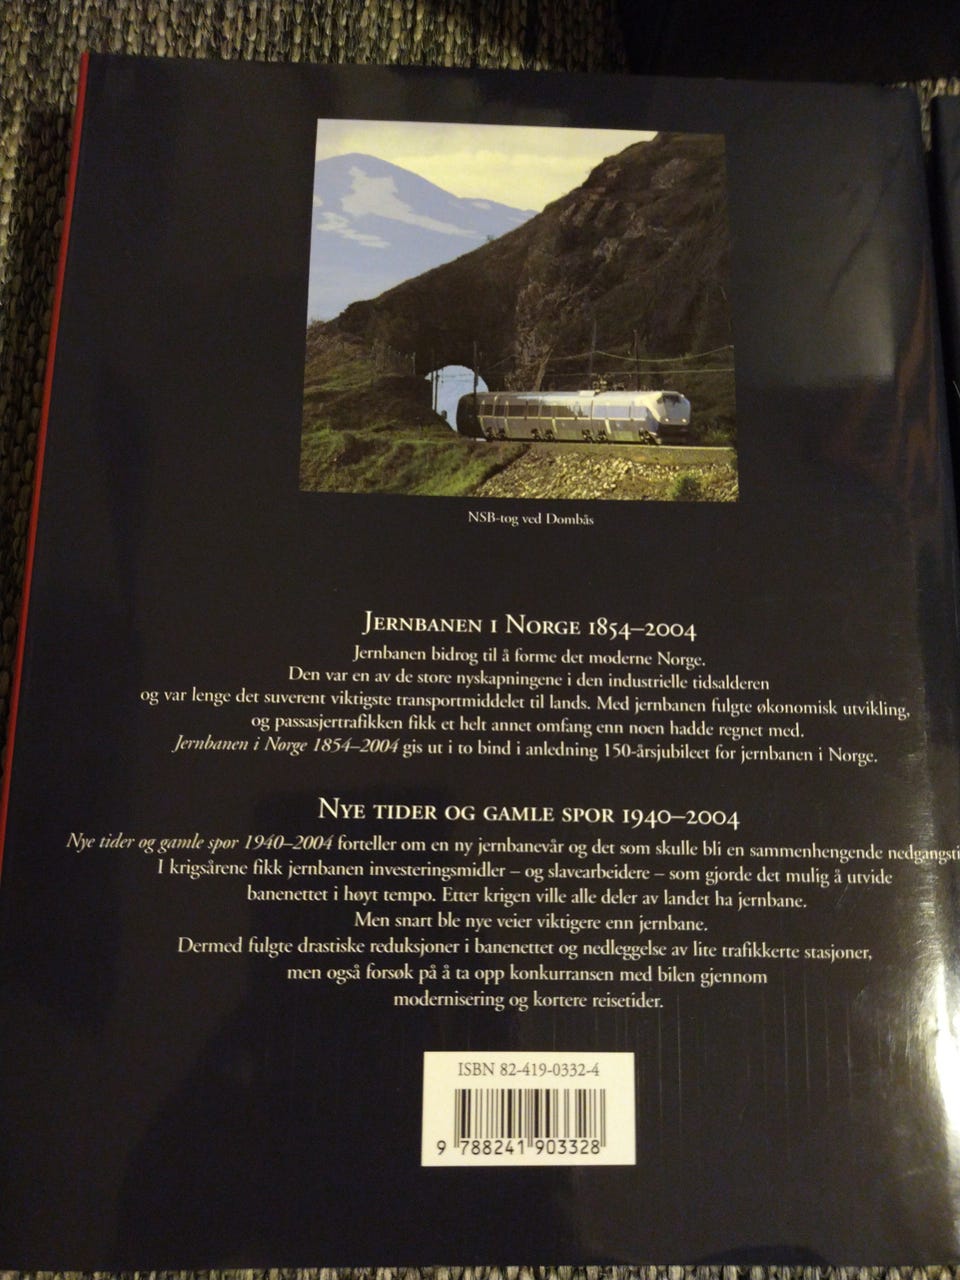 NSB-tog ved Dombås
JERNBANEN I NORGE 1854–2004
Jernbanen bidrog til å forme det moderne Norge.
Den var en av de store nyskapningene i den industrielle tidsalderen
og var lenge det suverent viktigste transportmiddelet til lands. Med jernbanen fulgte økonomisk utvikling,
og passasjertrafikken fikk et helt annet omfang enn noen hadde regnet med.
Jernbanen i Norge 1854–2004 gis ut i to bind i anledning 150-årsjubileet for jernbanen i Norge.
NYE TIDER OG GAMLE SPOR 1940–2004
Nye tider og gamle spor 1940–2004 forteller om en ny jernbanevår og det som skulle bli en sammenhengende nedgangsti
I krigsårene fikk jernbanen investeringsmidler – og slavearbeidere – som gjorde det mulig å utvide
banenettet i høyt tempo. Etter krigen ville alle deler av landet ha jernbane.
Men snart ble nye veier viktigere enn jernbane.
Dermed fulgte drastiske reduksjoner i banenettet og nedleggelse av lite trafikkerte stasjoner,
men også forsøk på å ta opp konkurransen med bilen gjennom
modernisering og kortere reisetider.
ISBN 82-419-0332-4
9 788241 903328